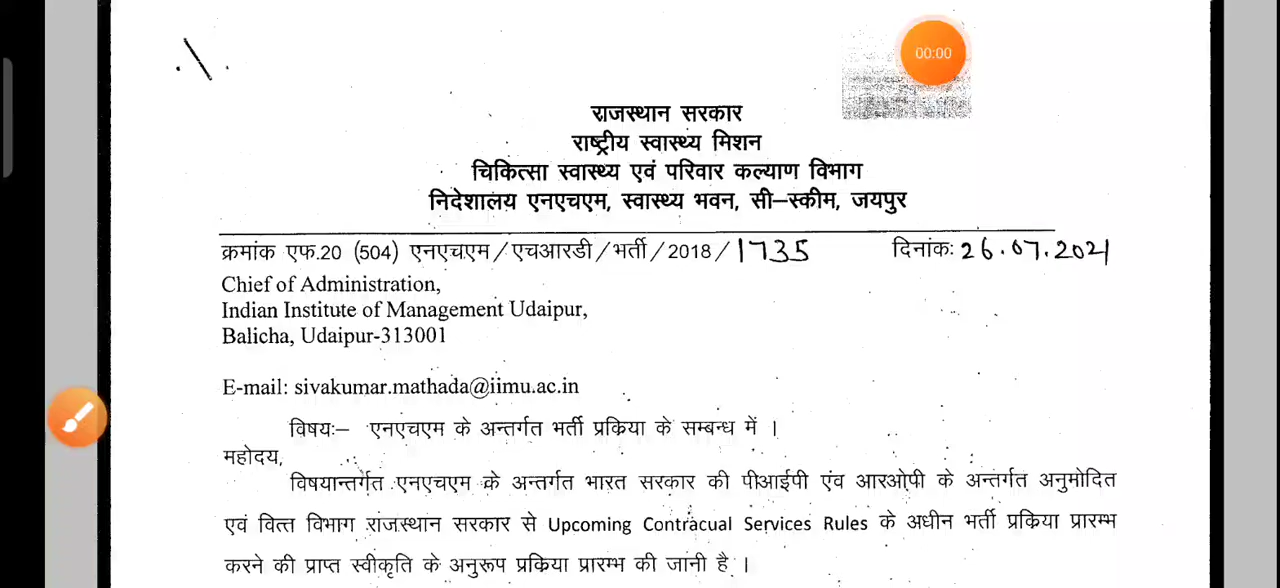 00:00
राजस्थान सरकार
राष्ट्रीय स्वास्थ्य मिशन
चिकित्सा स्वास्थ्य एवं परिवार कल्याण विभाग
निदेशालय एनएचएम, स्वास्थ्य भवन, सी–स्कीम, जयपुर
क्रमांक एफ.20 (504) एनएचएम/एचआरडी/भर्ती/2018/1735 दिनांकः 26.07.2021
Chief of Administration,
Indian Institute of Management Udaipur,
Balicha, Udaipur-313001
E-mail: sivakumar.mathada@iimu.ac.in
विषयः– एनएचएम के अन्तर्गत भर्ती प्रक्रिया के सम्बन्ध में ।
महोदय,
विषयान्तर्गत एनएचएम के अन्तर्गत भारत सरकार की पीआईपी एंव आरओपी के अन्तर्गत अनुमोदित
एवं वित्त विभाग राजस्थान सरकार से Upcoming Contracual Services Rules के अधीन भर्ती प्रक्रिया प्रारम्भ
करने की प्राप्त स्वीकृति के अनुरूप प्रक्रिया प्रारम्भ की जानी है ।